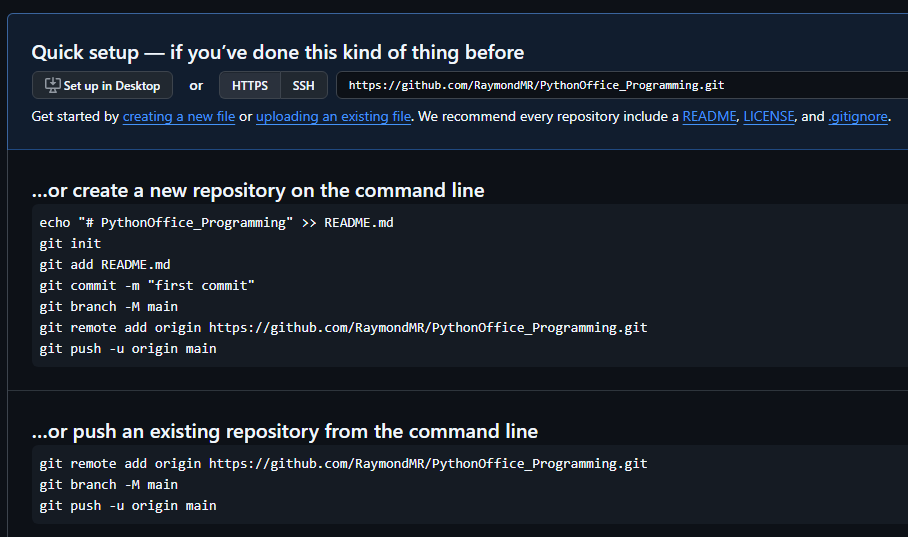 Quick setup — if you’ve done this kind of thing before
Set up in Desktop or HTTPS SSH https://github.com/RaymondMR/PythonOffice_Programming.git
Get started by creating a new file or uploading an existing file. We recommend every repository include a README, LICENSE, and .gitignore.
…or create a new repository on the command line
echo "# PythonOffice_Programming" >> README.md
git init
git add README.md
git commit -m "first commit"
git branch -M main
git remote add origin https://github.com/RaymondMR/PythonOffice_Programming.git
git push -u origin main
…or push an existing repository from the command line
git remote add origin https://github.com/RaymondMR/PythonOffice_Programming.git
git branch -M main
git push -u origin main